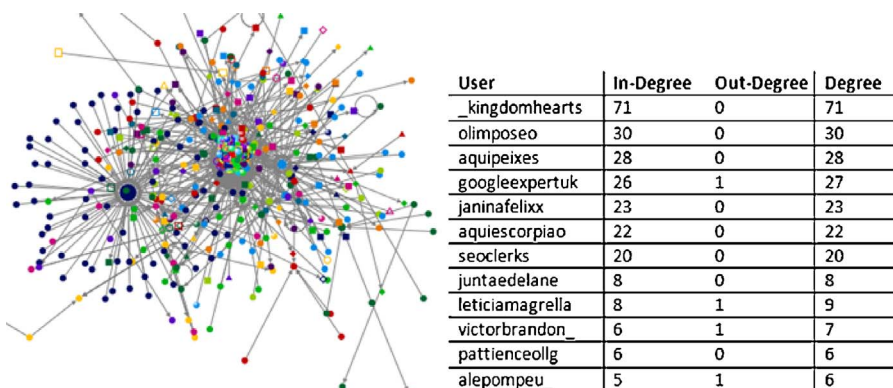 User In-Degree Out-Degree Degree
_kingdomhearts 71 0 71
olimposeo 30 0 30
aquipeixes 28 0 28
googleexpertuk 26 1 27
janinafelixx 23 0 23
aquiescorpiao 22 0 22
seoclerks 20 0 20
juntaedelane 8 0 8
leticiamagrella 8 1 9
victorbrandon_ 6 1 7
pattienceollg 6 0 6
alepompeu_ 5 1 6